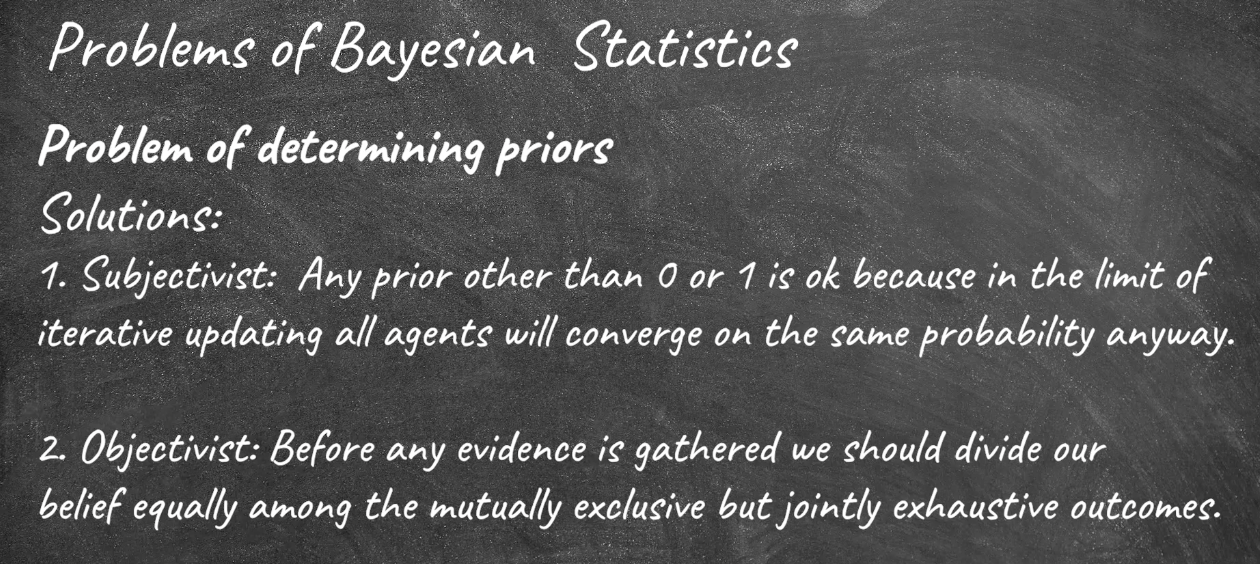 Problems of Bayesian Statistics
Problem of determining priors
Solutions:
1. Subjectivist: Any prior other than 0 or 1 is ok because in the limit of
iterative updating all agents will converge on the same probability anyway.
2. Objectivist: Before any evidence is gathered we should divide our
belief equally among the mutually exclusive but jointly exhaustive outcomes.